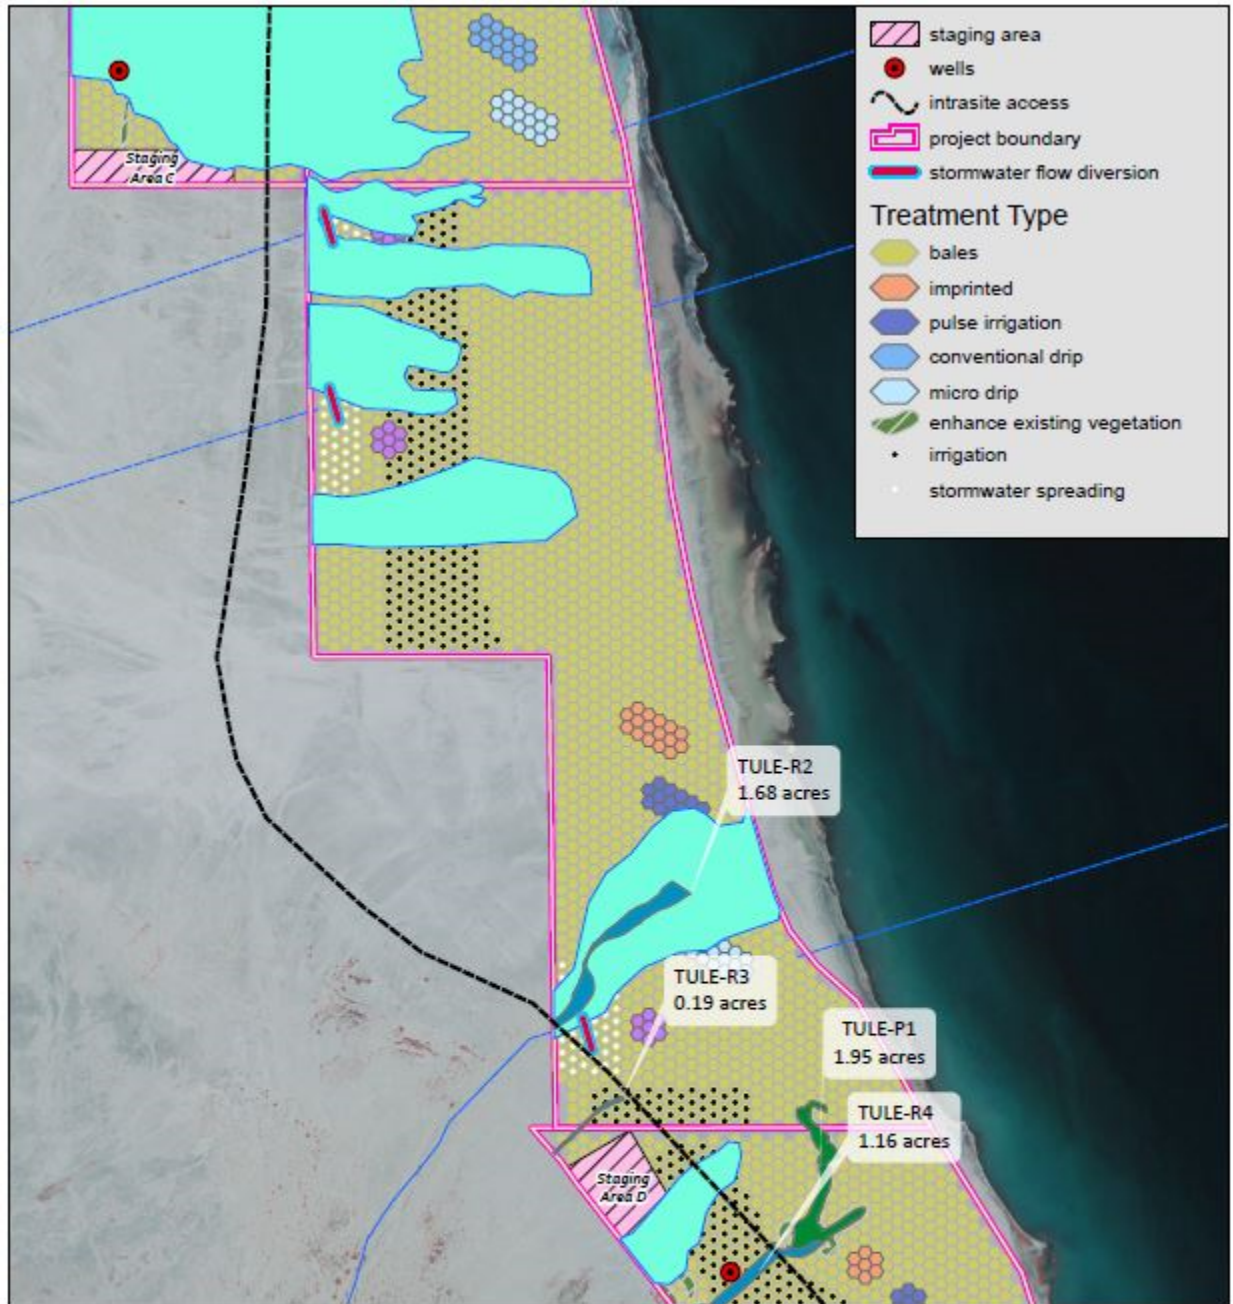 staging area
wells
intrasite access
project boundary
stormwater flow diversion
Treatment Type
bales
imprinted
pulse irrigation
conventional drip
micro drip
enhance existing vegetation
irrigation
stormwater spreading
Staging
Area C
TULE-R2
1.68 acres
TULE-R3
0.19 acres
TULE-P1
1.95 acres
TULE-R4
1.16 acres
Staging
Area D